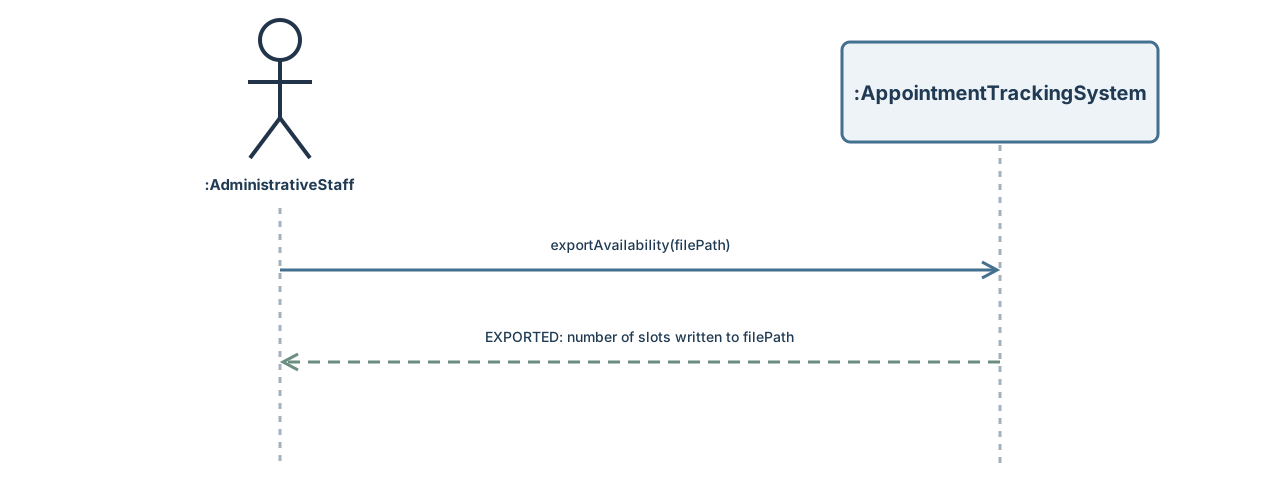 :AppointmentTrackingSystem
:AdministrativeStaff
exportAvailability(filePath)
EXPORTED: number of slots written to filePath